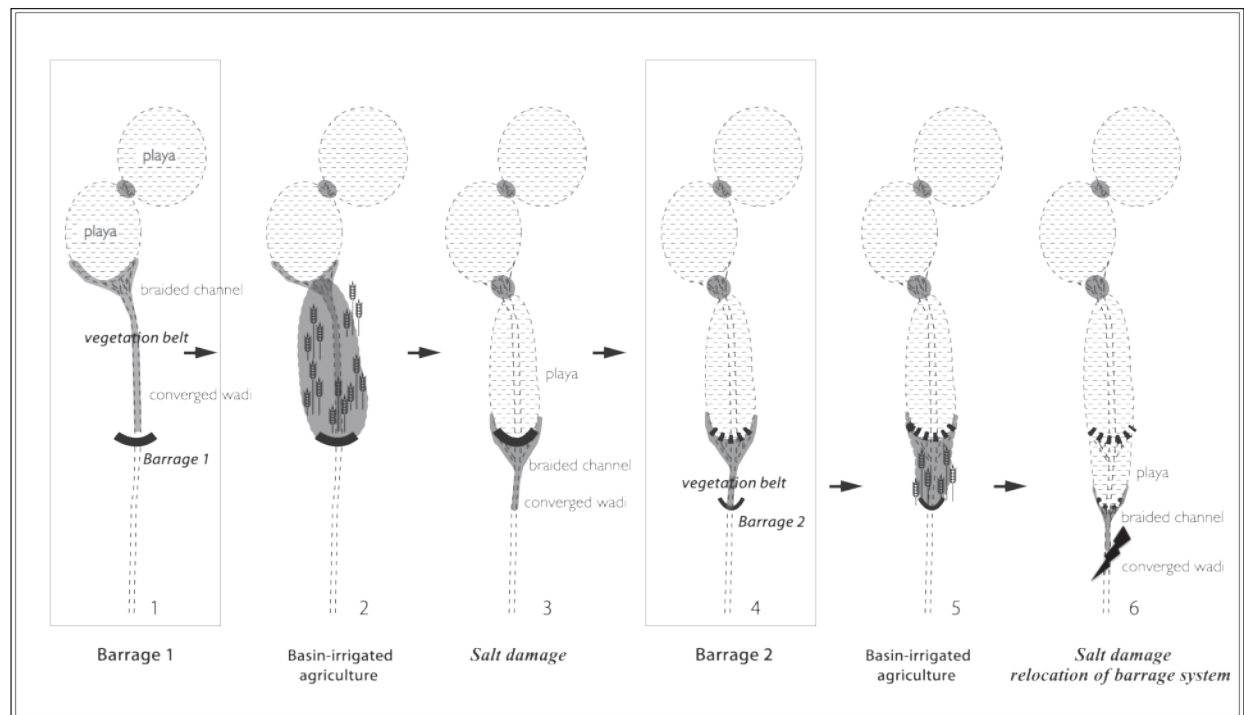 playa
playa
braided channel
vegetation belt
converged wadi
Barrage 1
1
Barrage 1
2
Basin-irrigated
agriculture
playa
braided channel
converged wadi
3
Salt damage
vegetation belt
Barrage 2
4
Barrage 2
5
Basin-irrigated
agriculture
playa
braided channel
converged wadi
6
Salt damage
relocation of barrage system